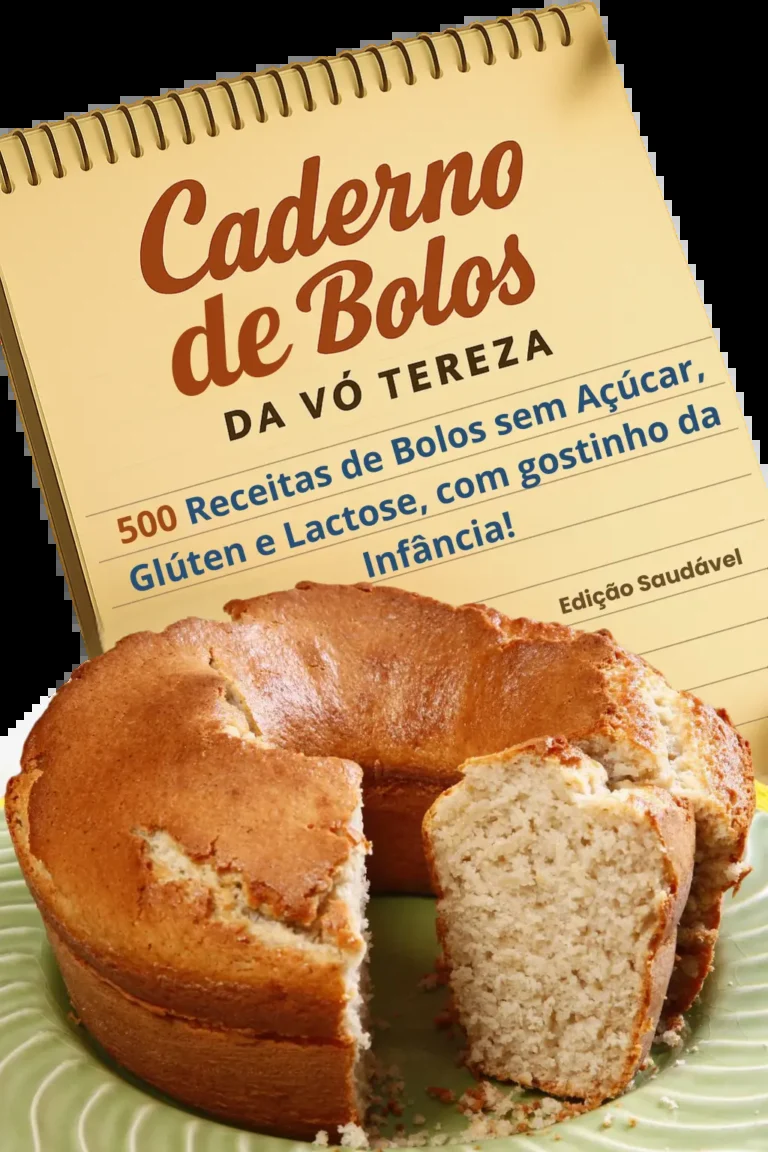 Caderno
de Bolos
DA VÓ TEREZA
500 Receitas de Bolos sem Açúcar,
Glúten e Lactose, com gostinho da
Infância!
Edição Saudável